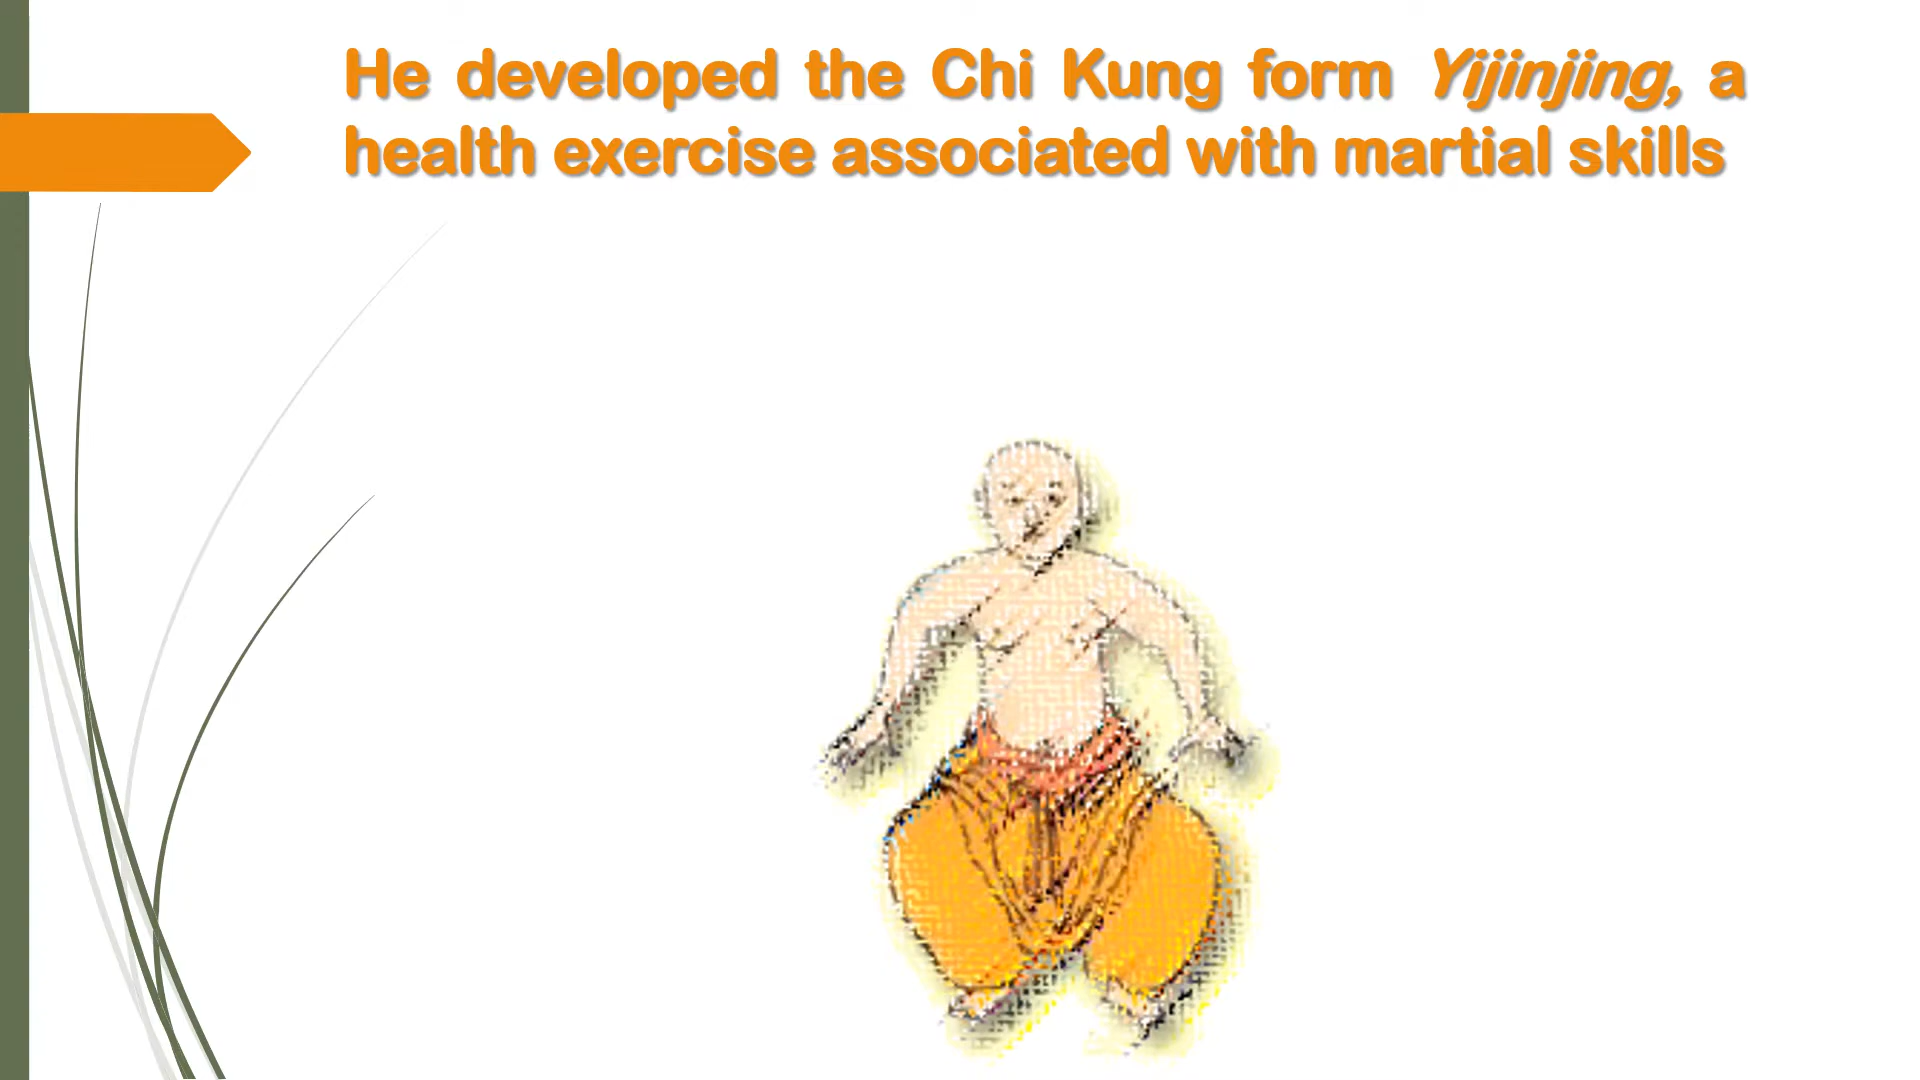 He developed the Chi Kung form Yijinjing, a
health exercise associated with martial skills